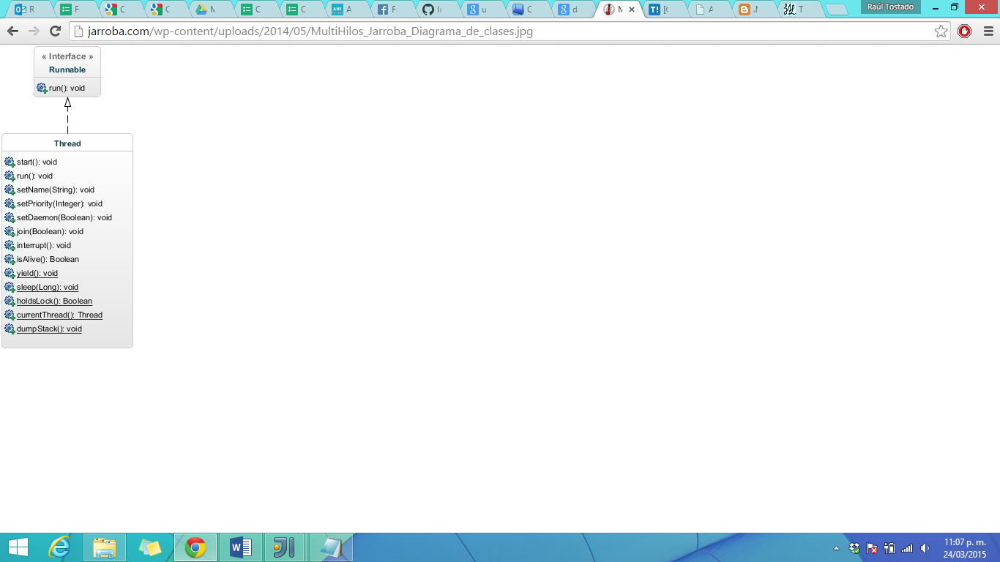 R F C C M C C A F I u C d M [C A .N T Raúl Tostado
jarroba.com/wp-content/uploads/2014/05/MultiHilos_Jarroba_Diagrama_de_clases.jpg
« Interface »
Runnable
run(): void
Thread
start(): void
run(): void
setName(String): void
setPriority(Integer): void
setDaemon(Boolean): void
join(Boolean): void
interrupt(): void
isAlive(): Boolean
yield(): void
sleep(Long): void
holdsLock(): Boolean
currentThread(): Thread
dumpStack(): void
11:07 p. m.
24/03/2015